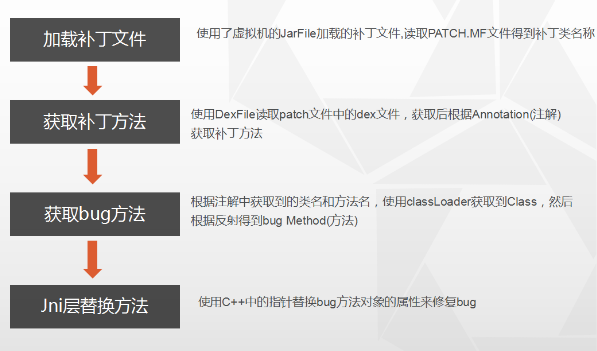 加载补丁文件
使用了虚拟机的JarFile加载的补丁文件,读取PATCH.MF文件得到补丁类名称
获取补丁方法
使用DexFile读取patch文件中的dex文件，获取后根据Annotation(注解)
获取补丁方法
获取bug方法
根据注解中获取到的类名和方法名，使用classLoader获取到Class，然后
根据反射得到bug Method(方法)
Jni层替换方法
使用C++中的指针替换bug方法对象的属性来修复bug